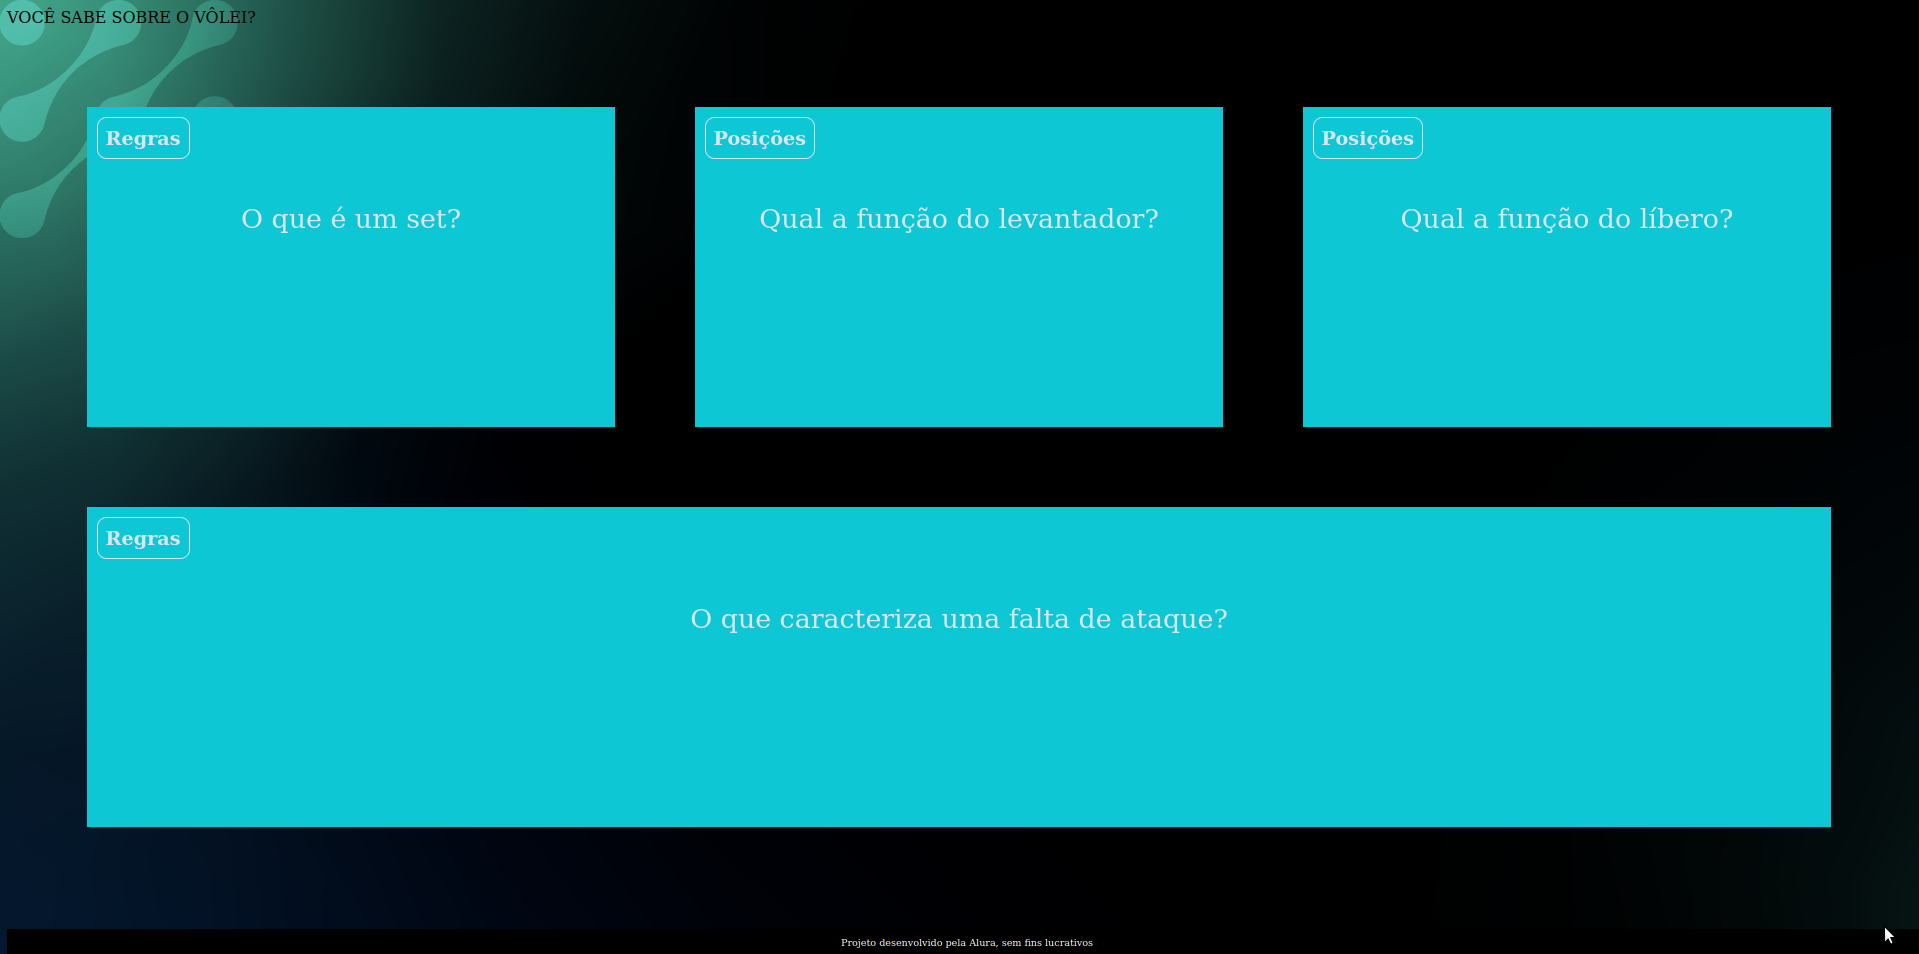 VOCÊ SABE SOBRE O VÔLEI?
Regras
O que é um set?
Posições
Qual a função do levantador?
Posições
Qual a função do líbero?
Regras
O que caracteriza uma falta de ataque?
Projeto desenvolvido pela Alura, sem fins lucrativos